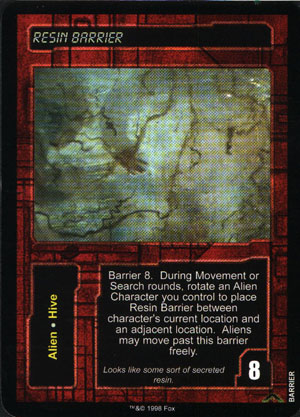 RESIN BARRIER
Alien • Hive
Barrier 8. During Movement or
Search rounds, rotate an Alien
Character you control to place
Resin Barrier between
character's current location and
an adjacent location. Aliens
may move past this barrier
freely.
Looks like some sort of secreted
resin.
8
BARRIER
™&© 1998 Fox